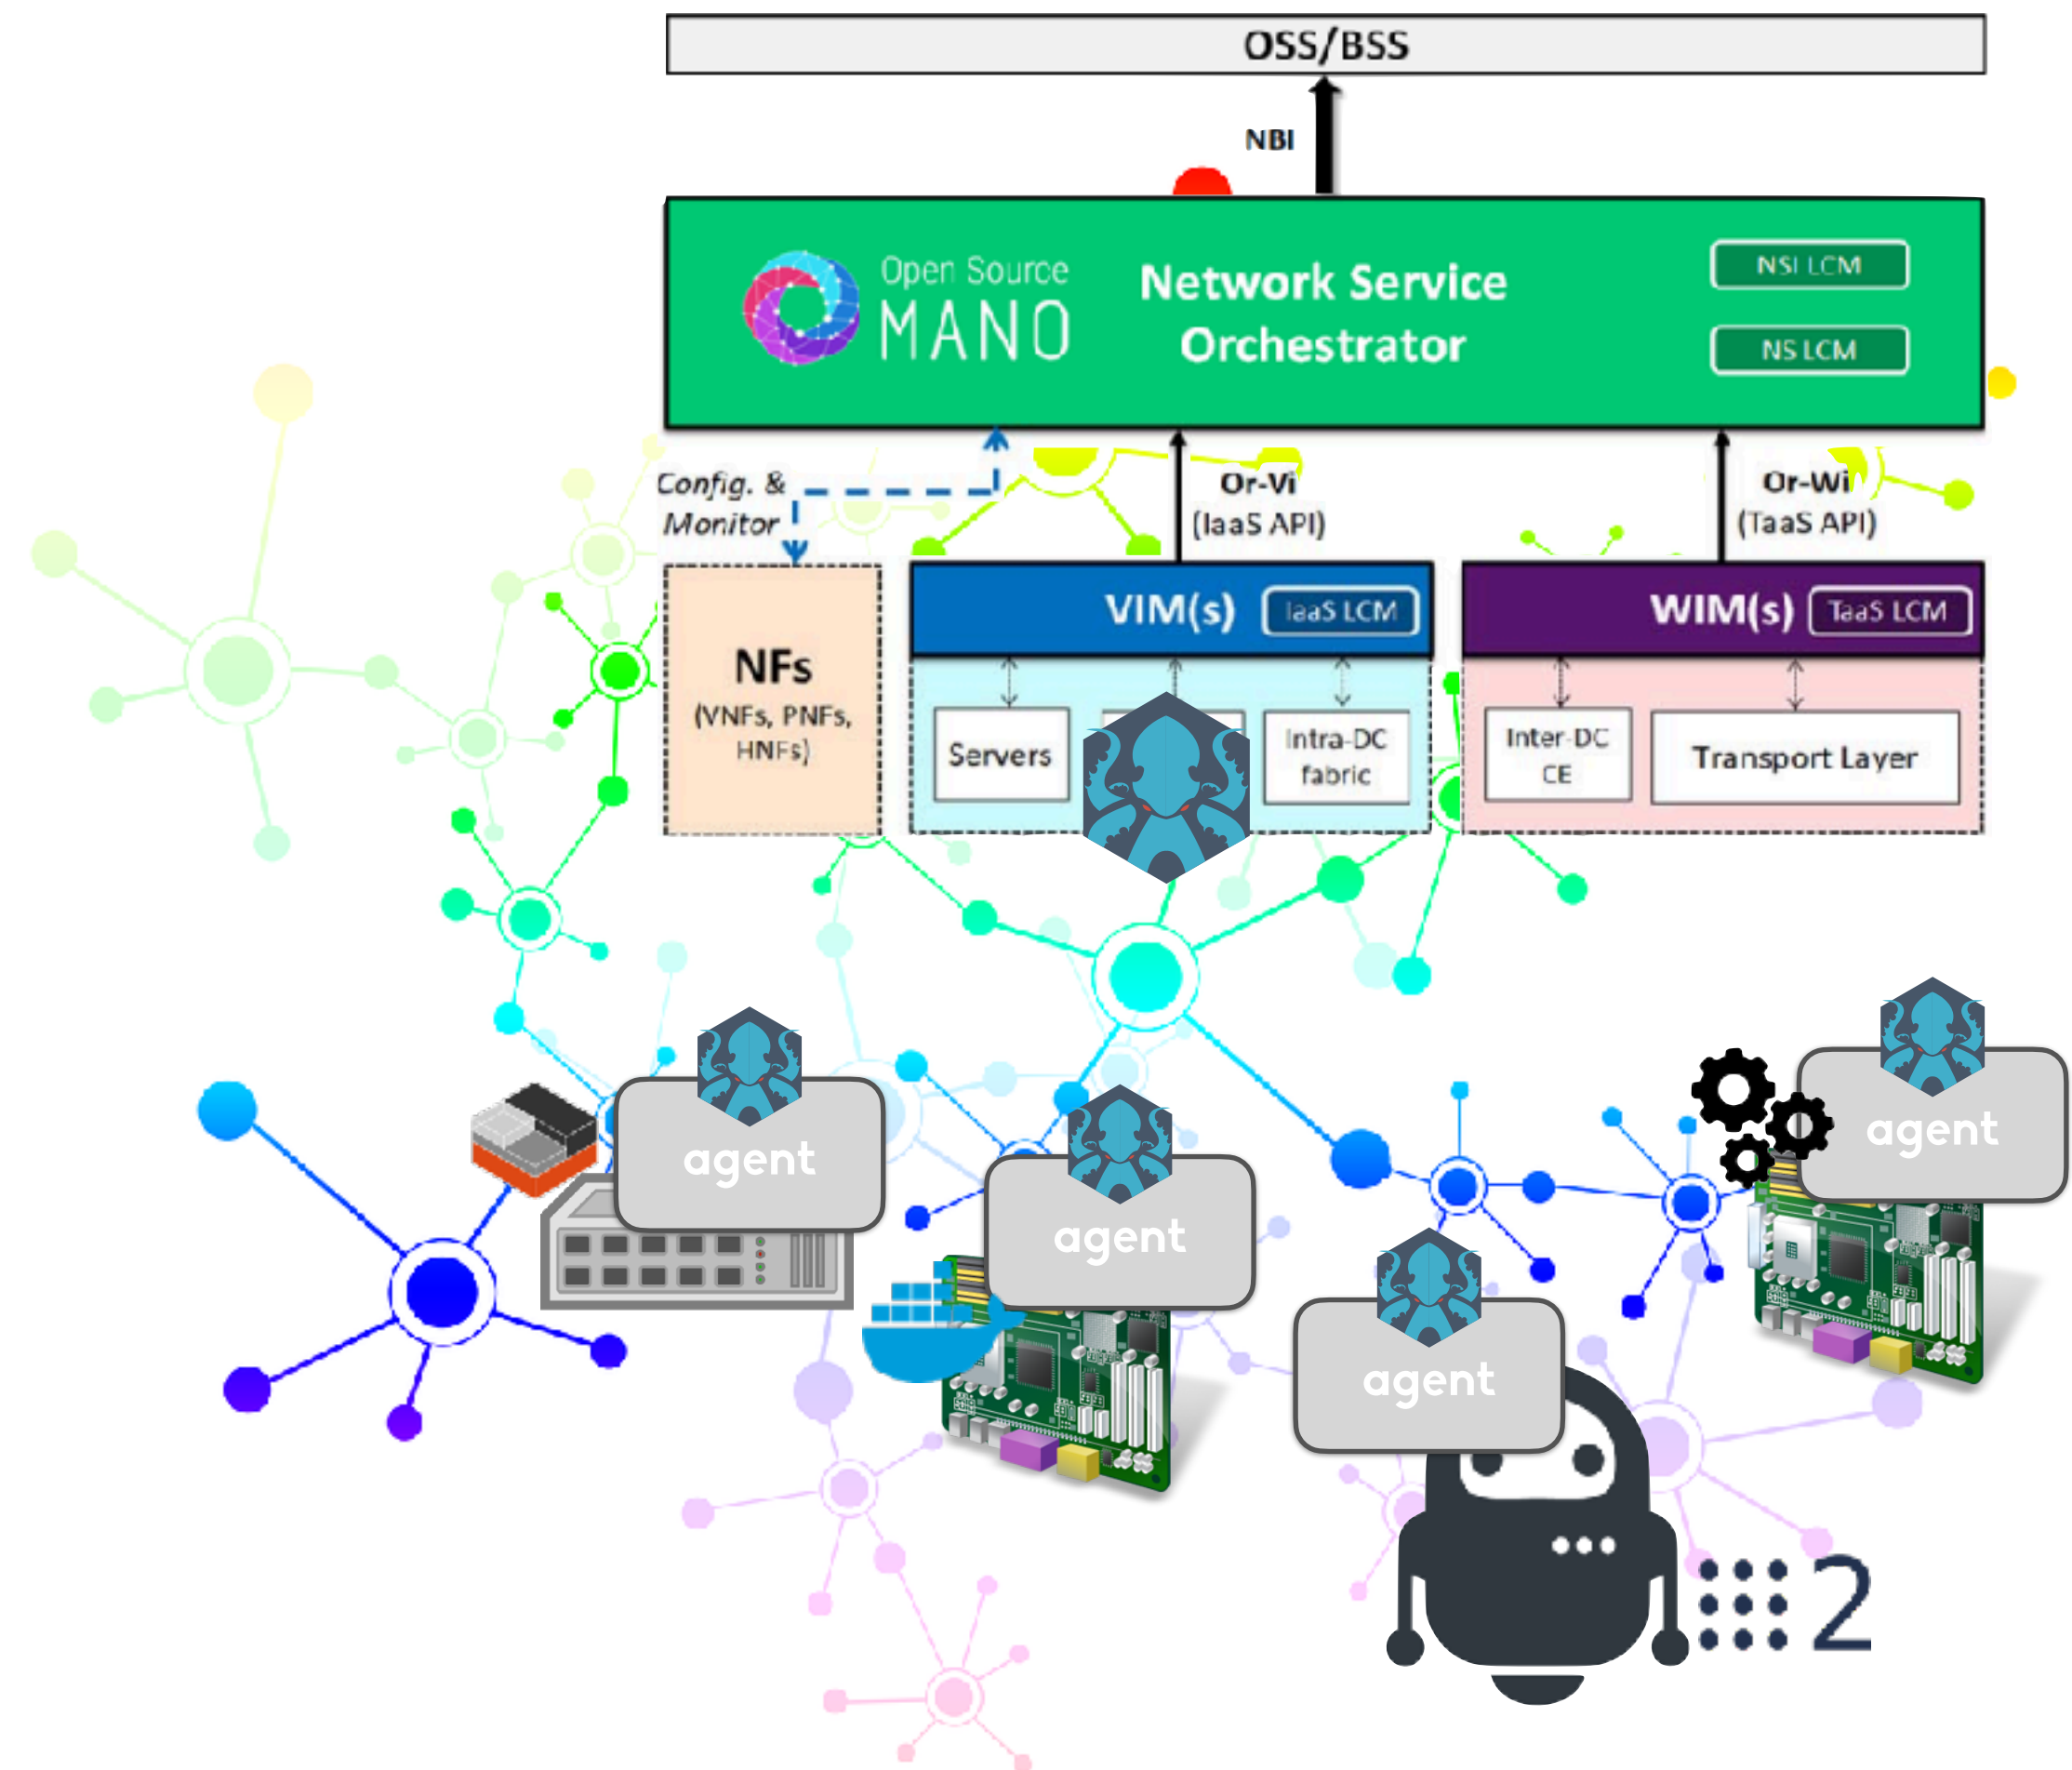 OSS/BSS
NBI
Open Source
MANO
Network Service
Orchestrator
NSI LCM
NS LCM
Config. &
Monitor
Or-Vi
(IaaS API)
Or-Wi
(TaaS API)
NFs
(VNFs, PNFs,
HNFs)
VIM(s)
IaaS LCM
Servers
Intra-DC
fabric
WIM(s)
TaaS LCM
Inter-DC
CE
Transport Layer
agent
agent
agent
agent
2